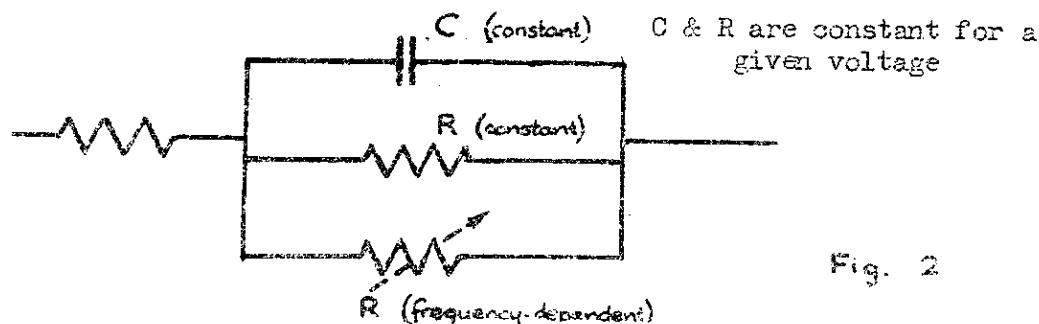 C (constant)
C & R are constant for a
given voltage
R (constant)
R (frequency-dependent)
Fig. 2